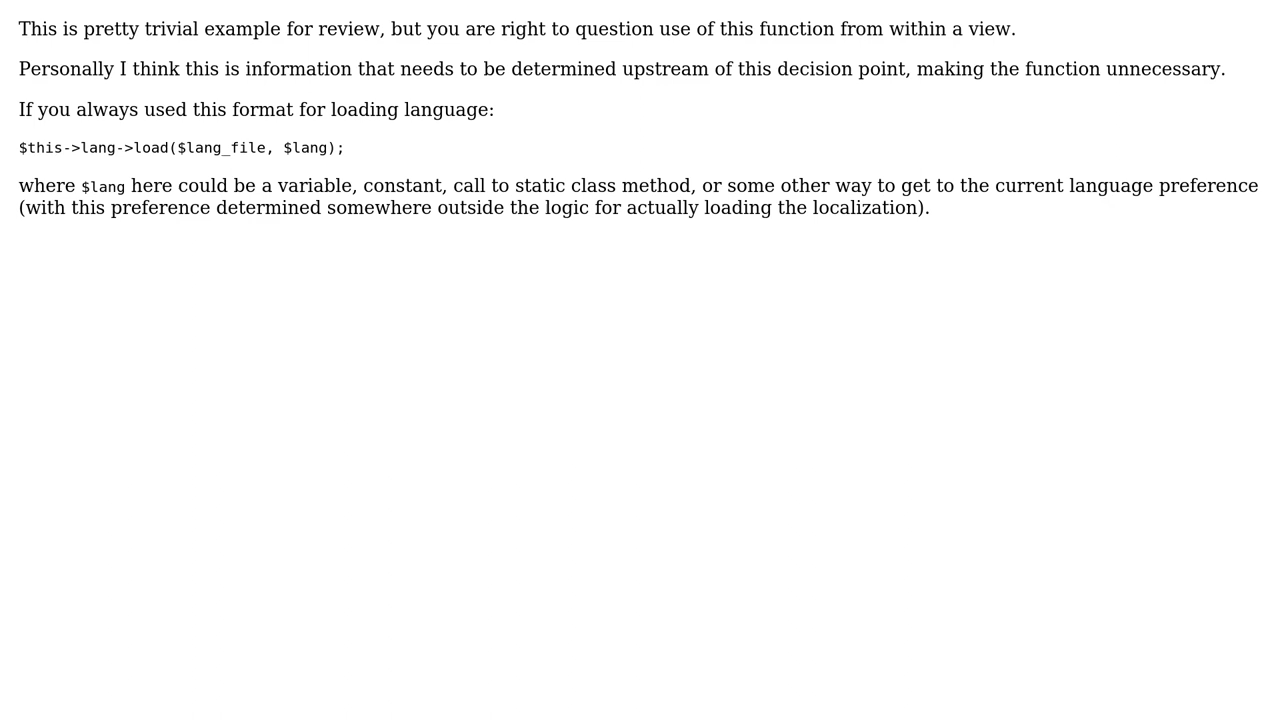 This is pretty trivial example for review, but you are right to question use of this function from within a view.
Personally I think this is information that needs to be determined upstream of this decision point, making the function unnecessary.
If you always used this format for loading language:
$this->lang->load($lang_file, $lang);
where $lang here could be a variable, constant, call to static class method, or some other way to get to the current language preference
(with this preference determined somewhere outside the logic for actually loading the localization).